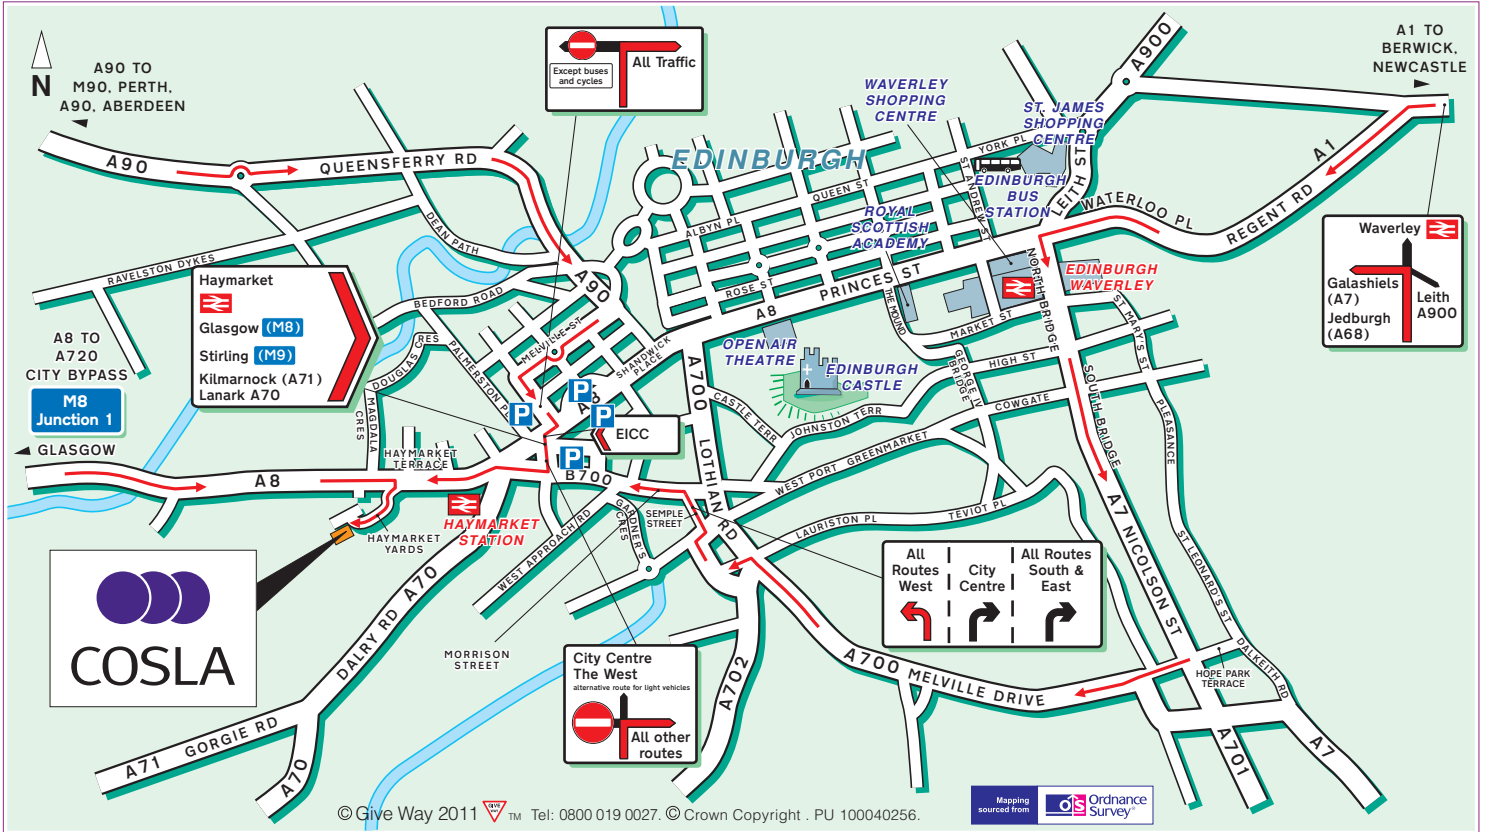 N
A90 TO
M90, PERTH,
A90, ABERDEEN
A90
QUEENSFERRY RD
Except buses
and cycles
All Traffic
WAVERLEY
SHOPPING
CENTRE
ST. JAMES
SHOPPING
CENTRE
A900
A1 TO
BERWICK,
NEWCASTLE
A1
REGENT RD
EDINBURGH
YORK PL
QUEEN ST
ST ANDREW ST
EDINBURGH
BUS
STATION
LEITH ST
WATERLOO PL
ALBYN PL
ROYAL
SCOTTISH
ACADEMY
DEAN PATH
RAVELSTON DYKES
A90
BEDFORD ROAD
ROSE ST
PRINCES ST
A8
THE MOUND
NORTH BRIDGE
EDINBURGH
WAVERLEY
Waverley
Galashiels
(A7)
Jedburgh
(A68)
Leith
A900
Haymarket
Glasgow (M8)
Stirling (M9)
Kilmarnock (A71)
Lanark A70
A8 TO
A720
CITY BYPASS
M8
Junction 1
GLASGOW
DOUGLAS CRES
PALMERSTON PL
MELVILLE ST
SHANDWICK
PLACE
A8
MAGDALA
CRES
P
P
P
P
EICC
A700
LOTHIAN RD
OPEN AIR
THEATRE
EDINBURGH
CASTLE
MARKET ST
ST MARY'S ST
HIGH ST
GEORGE IV
BRIDGE
COWGATE
SOUTH BRIDGE
PLEASANCE
CASTLE TERR
JOHNSTON TERR
WEST PORT
GREENMARKET
A8
HAYMARKET
TERRACE
B700
HAYMARKET
STATION
HAYMARKET
YARDS
WEST APPROACH RD
GARDNER'S
CRES
SEMPLE
STREET
LAURISTON PL
TEVIOT PL
A7 NICOLSON ST
ST LEONARD'S ST
All
Routes
West
City
Centre
All Routes
South &
East
COSLA
DALRY RD
A70
MORRISON
STREET
City Centre
The West
alternative route for light vehicles
All other
routes
A702
A700 MELVILLE DRIVE
HOPE PARK
TERRACE
DALKEITH RD
A71
GORGIE RD
A70
A701
A7
© Give Way 2011 GIVE WAY TM Tel: 0800 019 0027. © Crown Copyright . PU 100040256.
Mapping
sourced from
OS
Ordnance
Survey®